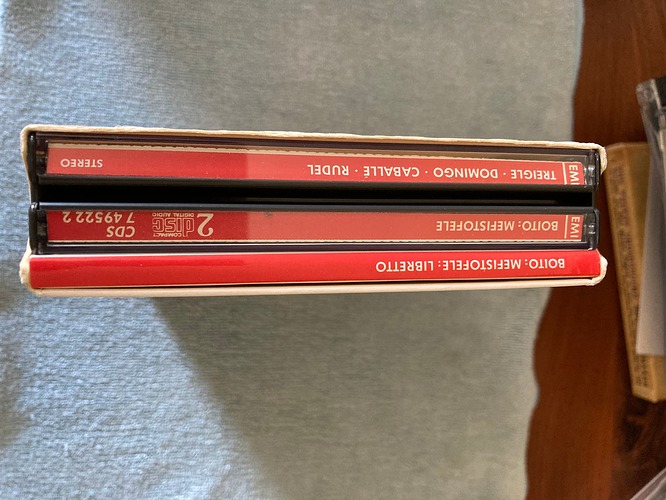 BOITO: MEFISTOFELE: LIBRETTO
EMI BOITO: MEFISTOFELE 2
COMPACT
disc
DIGITAL AUDIO
CDS
7 49522 2
EMI TREIGLE · DOMINGO · CABALLÉ · RUDEL STEREO